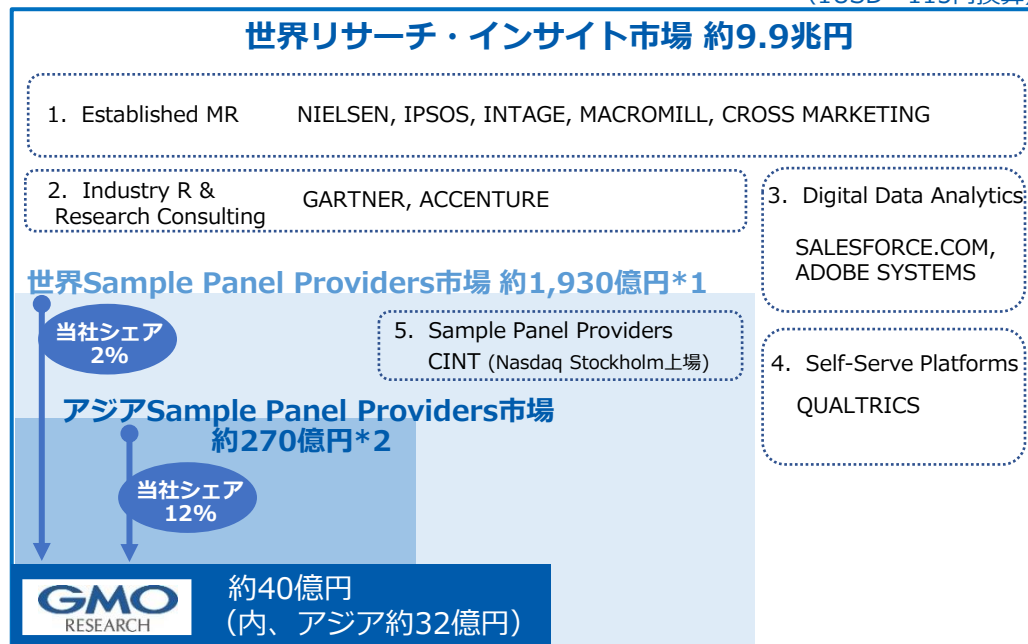 （1USD＝115円換算）
世界リサーチ・インサイト市場 約9.9兆円
1. Established MR NIELSEN, IPSOS, INTAGE, MACROMILL, CROSS MARKETING
2. Industry R &
Research Consulting
GARTNER, ACCENTURE
3. Digital Data Analytics
SALESFORCE.COM,
ADOBE SYSTEMS
世界Sample Panel Providers市場 約1,930億円*1
当社シェア
2%
5. Sample Panel Providers
CINT (Nasdaq Stockholm上場)
4. Self-Serve Platforms
QUALTRICS
アジアSample Panel Providers市場
約270億円*2
当社シェア
12%
GMO
RESEARCH
約40億円
（内、アジア約32億円）